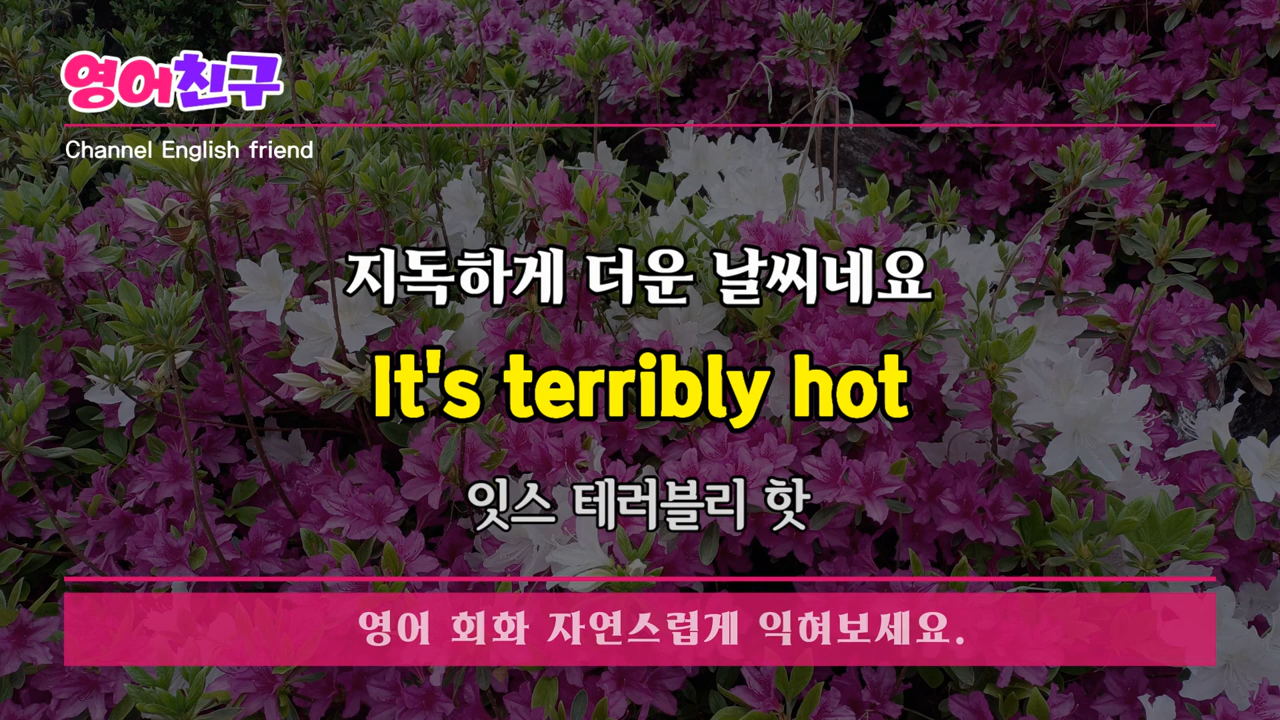 영어친구
Channel English friend
지독하게 더운 날씨네요
It's terribly hot
잇스 테러블리 핫
영어 회화 자연스럽게 익혀보세요.